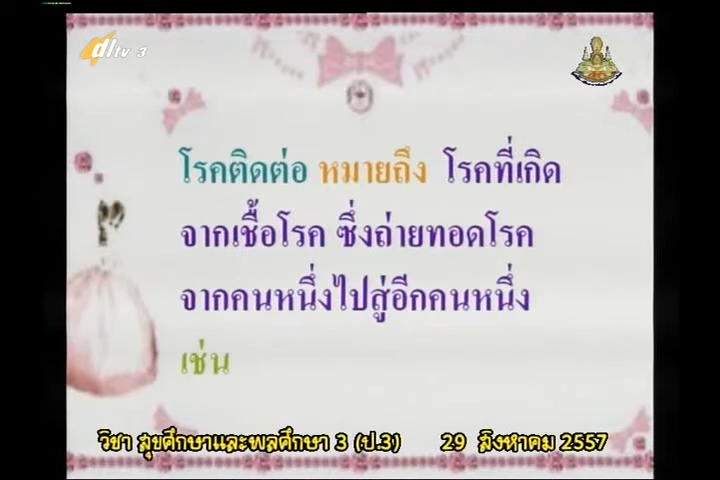 dltv 3
โรคติดต่อ หมายถึง โรคที่เกิด
จากเชื้อโรค ซึ่งถ่ายทอดโรค
จากคนหนึ่งไปสู่อีกคนหนึ่ง
เช่น
วิชา สุขศึกษาและพลศึกษา 3 (ป.3) 29 สิงหาคม 2557